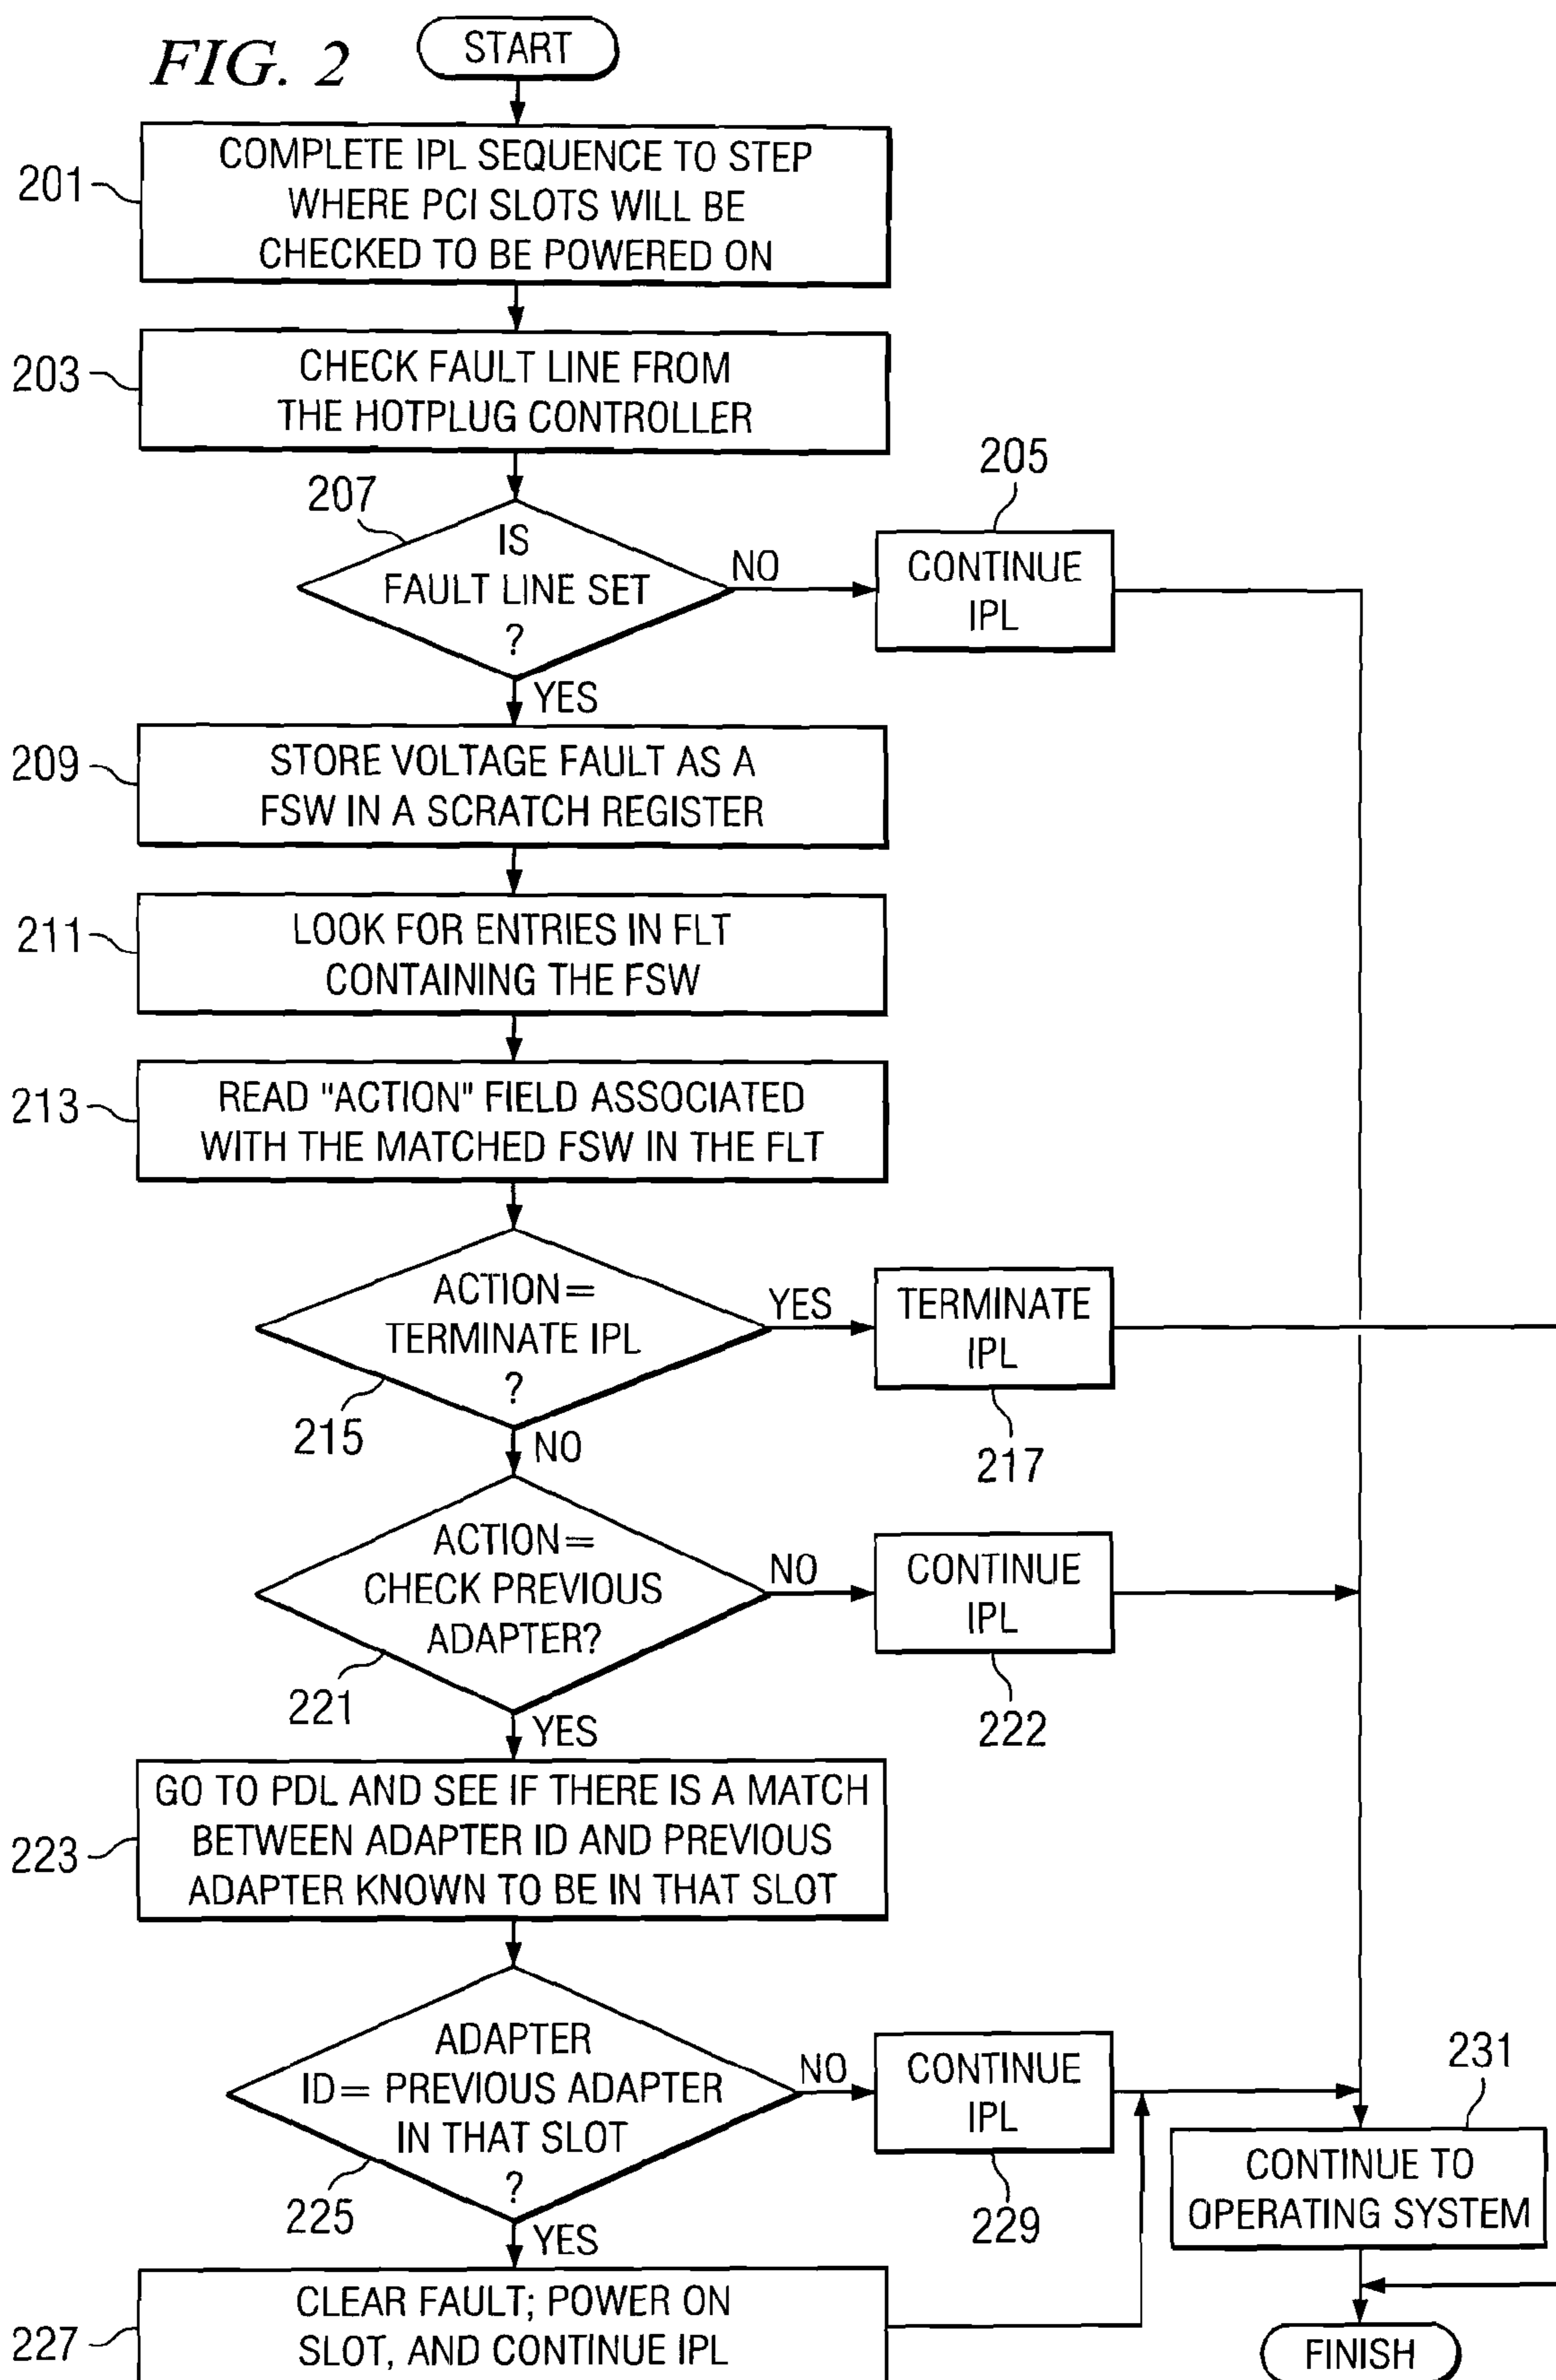 FIG. 2
START
201
COMPLETE IPL SEQUENCE TO STEP
WHERE PCI SLOTS WILL BE
CHECKED TO BE POWERED ON
203
CHECK FAULT LINE FROM
THE HOTPLUG CONTROLLER
207
IS
FAULT LINE SET
?
NO
205
CONTINUE
IPL
YES
209
STORE VOLTAGE FAULT AS A
FSW IN A SCRATCH REGISTER
211
LOOK FOR ENTRIES IN FLT
CONTAINING THE FSW
213
READ "ACTION" FIELD ASSOCIATED
WITH THE MATCHED FSW IN THE FLT
ACTION=
TERMINATE IPL
?
215
YES
TERMINATE
IPL
217
NO
ACTION=
CHECK PREVIOUS
ADAPTER?
221
NO
CONTINUE
IPL
222
YES
223
GO TO PDL AND SEE IF THERE IS A MATCH
BETWEEN ADAPTER ID AND PREVIOUS
ADAPTER KNOWN TO BE IN THAT SLOT
ADAPTER
ID= PREVIOUS ADAPTER
IN THAT SLOT
?
225
NO
CONTINUE
IPL
229
231
CONTINUE TO
OPERATING SYSTEM
YES
227
CLEAR FAULT; POWER ON
SLOT, AND CONTINUE IPL
FINISH